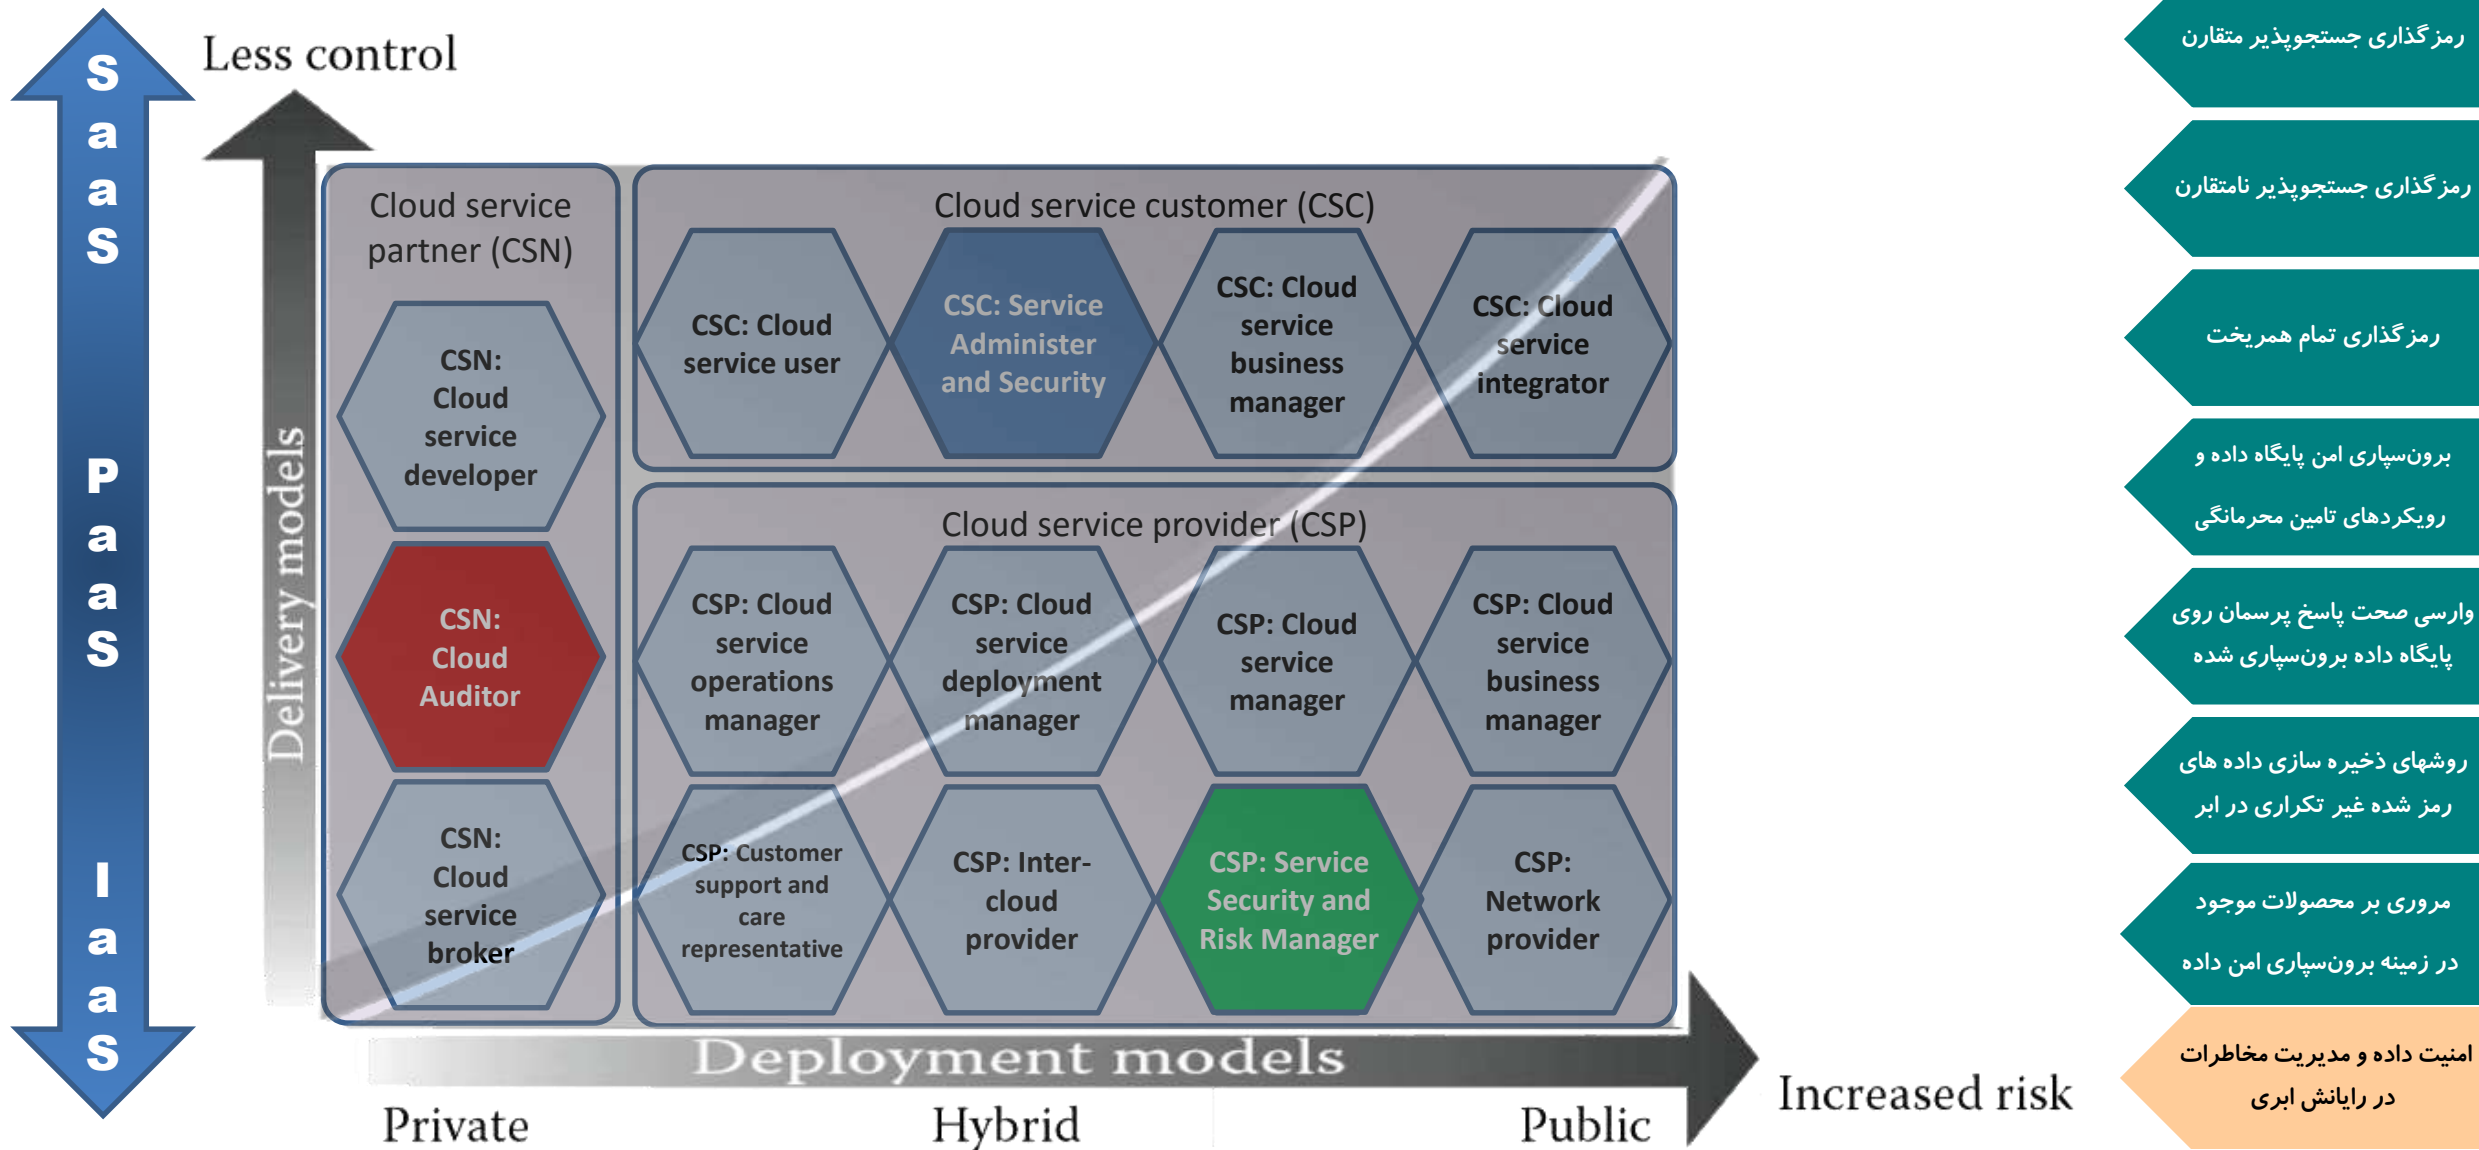 SaaS
PaaS
IaaS
Less control
Delivery models
Cloud service
partner (CSN)
CSN:
Cloud
service
developer
CSN:
Cloud
Auditor
CSN:
Cloud
service
broker
Cloud service customer (CSC)
CSC: Cloud
service user
CSC: Service
Administer
and Security
CSC: Cloud
service
business
manager
CSC: Cloud
service
integrator
Cloud service provider (CSP)
CSP: Cloud
service
operations
manager
CSP: Cloud
service
deployment
manager
CSP: Cloud
service
manager
CSP: Cloud
service
business
manager
CSP: Customer
support and
care
representative
CSP: Inter-
cloud
provider
CSP: Service
Security and
Risk Manager
CSP:
Network
provider
Deployment models
Private
Hybrid
Public
Increased risk
رمزگذاری جستجوپذیر متقارن
رمزگذاری جستجوپذیر نامتقارن
رمزگذاری تمام همریخت
برون‌سپاری امن پایگاه داده و
رویکردهای تامین محرمانگی
وارسی صحت پاسخ پرسمان روی
پایگاه داده برون‌سپاری شده
روشهای ذخیره سازی داده های
رمز شده غیر تکراری در ابر
مروری بر محصولات موجود
در زمینه برون‌سپاری امن داده
امنیت داده و مدیریت مخاطرات
در رایانش ابری